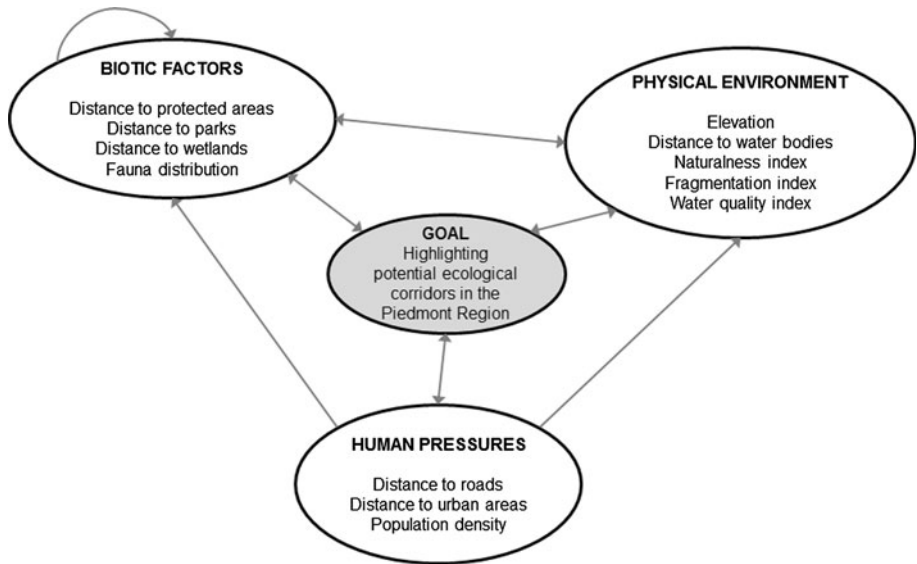 BIOTIC FACTORS
Distance to protected areas
Distance to parks
Distance to wetlands
Fauna distribution
PHYSICAL ENVIRONMENT
Elevation
Distance to water bodies
Naturalness index
Fragmentation index
Water quality index
GOAL
Highlighting
potential ecological
corridors in the
Piedmont Region
HUMAN PRESSURES
Distance to roads
Distance to urban areas
Population density